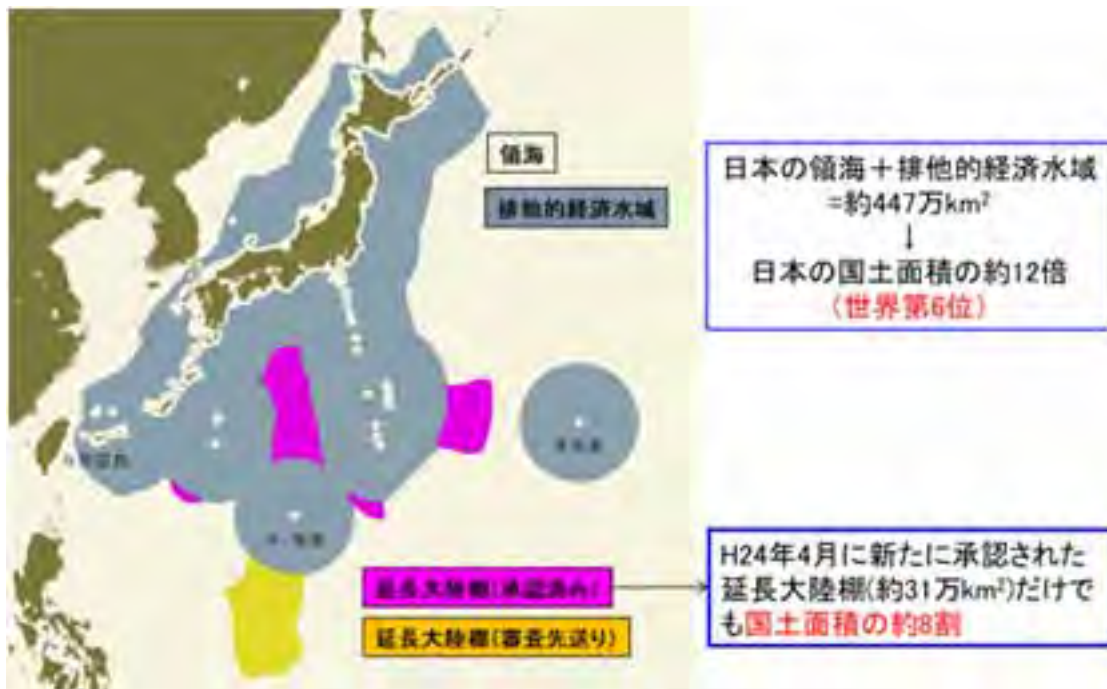 領海
排他的経済水域
日本の領海＋排他的経済水域
=約447万km²
↓
日本の国土面積の約12倍
（世界第6位）
延長大陸棚(承認済み)
延長大陸棚(審査先送り)
H24年4月に新たに承認された
延長大陸棚(約31万km²)だけで
も国土面積の約8割